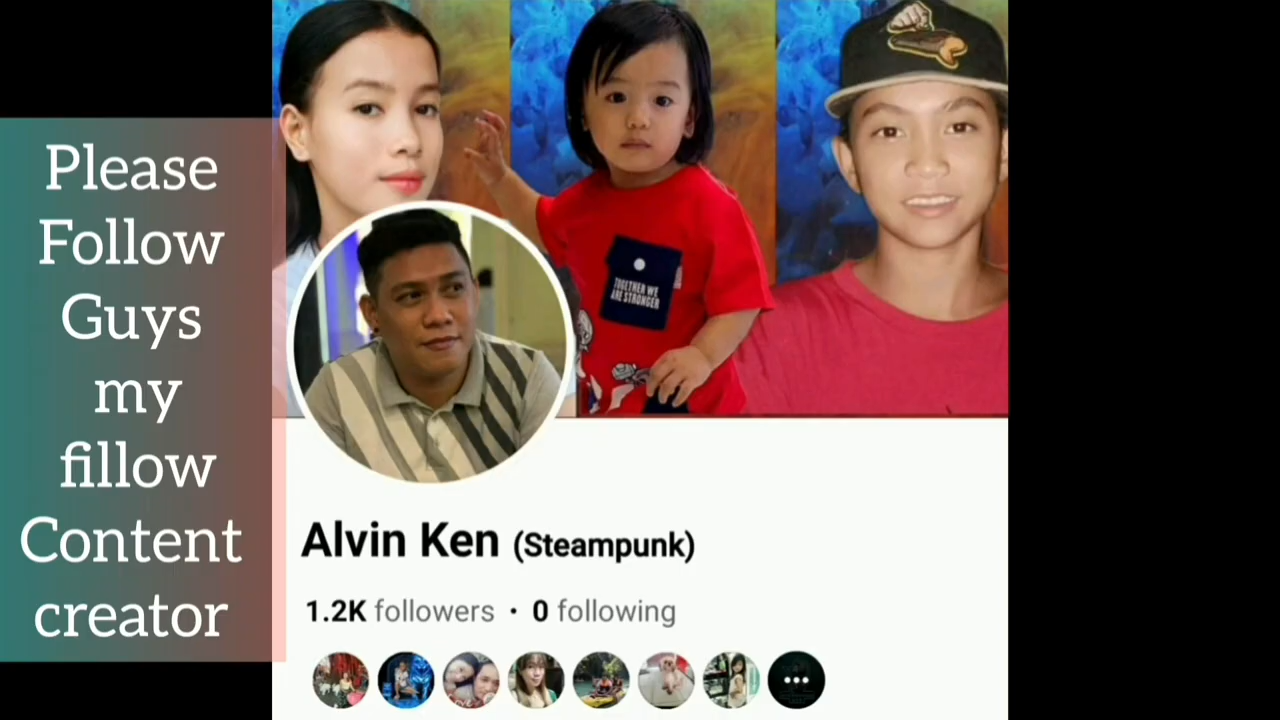 Please
Follow
Guys
my
fillow
Content
creator
TOGETHER WE
ARE STRONGER
Alvin Ken (Steampunk)
1.2K followers • 0 following